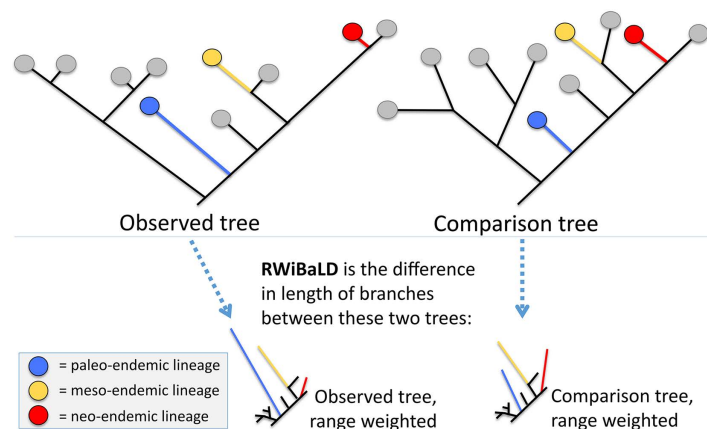 Observed tree
Comparison tree
RWiBaLD is the difference
in length of branches
between these two trees:
= paleo-endemic lineage
= meso-endemic lineage
= neo-endemic lineage
Observed tree,
range weighted
Comparison tree,
range weighted